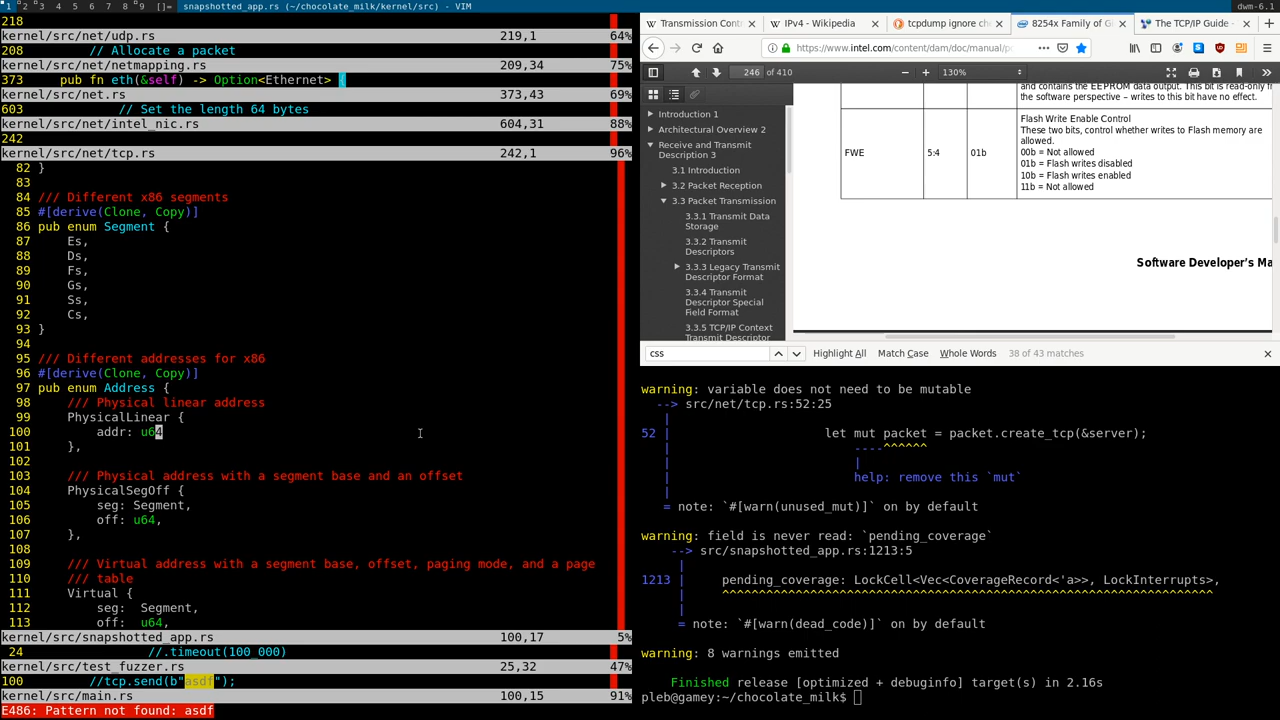 1 2 3 4 5 6 7 8 9 []= snapshotted_app.rs (~/chocolate_milk/kernel/src) - VIM
dwm-6.1
218
kernel/src/net/udp.rs 219,1 64%
208 // Allocate a packet
kernel/src/net/netmapping.rs 209,34 75%
373 pub fn eth(&self) -> Option<Ethernet> {
kernel/src/net.rs 373,43 69%
603 // Set the length 64 bytes
kernel/src/net/intel_nic.rs 604,31 88%
242
kernel/src/net/tcp.rs 242,1 96%
82 }
83
84 /// Different x86 segments
85 #[derive(Clone, Copy)]
86 pub enum Segment {
87 Es,
88 Ds,
89 Fs,
90 Gs,
91 Ss,
92 Cs,
93 }
94
95 /// Different addresses for x86
96 #[derive(Clone, Copy)]
97 pub enum Address {
98 /// Physical linear address
99 PhysicalLinear {
100 addr: u64
101 },
102
103 /// Physical address with a segment base and an offset
104 PhysicalSegOff {
105 seg: Segment,
106 off: u64,
107 },
108
109 /// Virtual address with a segment base, offset, paging mode, and a page
110 /// table
111 Virtual {
112 seg:  Segment,
113 off:  u64,
kernel/src/snapshotted_app.rs 100,17 5%
24 //.timeout(100_000)
kernel/src/test_fuzzer.rs 25,32 47%
100 //tcp.send(b"asdf");
kernel/src/main.rs 100,15 91%
E486: Pattern not found: asdf
Transmission Cont
IPv4 - Wikipedia
tcpdump ignore ch
8254x Family of G
The TCP/IP Guide -
https://www.intel.com/content/dam/doc/manual/p
246 of 410
130%
Introduction 1
Architectural Overview 2
Receive and Transmit
Description 3
3.1 Introduction
3.2 Packet Reception
3.3 Packet Transmission
3.3.1 Transmit Data
Storage
3.3.2 Transmit
Descriptors
3.3.3 Legacy Transmit
Descriptor Format
3.3.4 Transmit
Descriptor Special
Field Format
3.3.5 TCP/IP Context
Transmit Descriptor
and contains the EEPROM data output. This bit is read-only f
the software perspective – writes to this bit have no effect.
FWE 5:4 01b
Flash Write Enable Control
These two bits, control whether writes to Flash memory are
allowed.
00b = Not allowed
01b = Flash writes disabled
10b = Flash writes enabled
11b = Not allowed
Software Developer's Ma
css
Highlight All Match Case Whole Words 38 of 43 matches
warning: variable does not need to be mutable
--> src/net/tcp.rs:52:25
|
52 | let mut packet = packet.create_tcp(&server);
| ----^^^^^^
| |
| help: remove this `mut`
|
= note: `#[warn(unused_mut)]` on by default
warning: field is never read: `pending_coverage`
--> src/snapshotted_app.rs:1213:5
|
1213 | pending_coverage: LockCell<Vec<CoverageRecord<'a>>, LockInterrupts>,
| ^^^^^^^^^^^^^^^^^^^^^^^^^^^^^^^^^^^^^^^^^^^^^^^^^^^^^^^^^^^^^^^^^^^
|
= note: `#[warn(dead_code)]` on by default
warning: 8 warnings emitted
Finished release [optimized + debuginfo] target(s) in 2.16s
pleb@gamey:~/chocolate_milk$